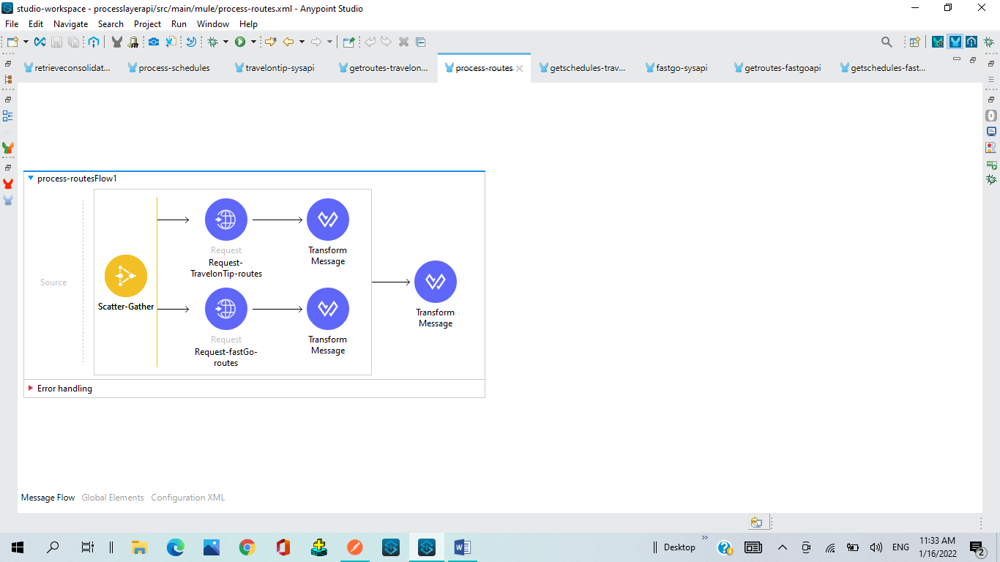 studio-workspace - processlayerapi/src/main/mule/process-routes.xml - Anypoint Studio
File Edit Navigate Search Project Run Window Help
retrieveconsolidat... process-schedules travelontip-sysapi getroutes-travelon... process-routes getschedules-trav... fastgo-sysapi getroutes-fastgoapi getschedules-fast...
process-routesFlow1
Source
Scatter-Gather
Request
Request-
TravelonTip-routes
Transform
Message
Request
Request-fastGo-
routes
Transform
Message
Transform
Message
Error handling
Message Flow Global Elements Configuration XML
Desktop
ENG
11:33 AM
1/16/2022
2